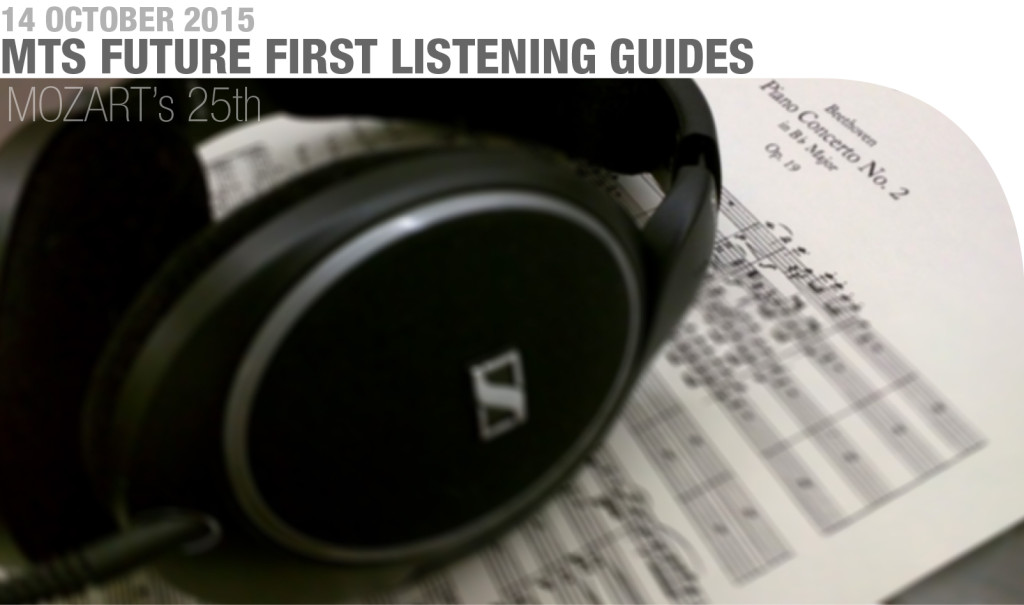 14 OCTOBER 2015
MTS FUTURE FIRST LISTENING GUIDES
MOZART's 25th
Beethoven
Piano Concerto No. 2
in B♭ Major
Op. 19